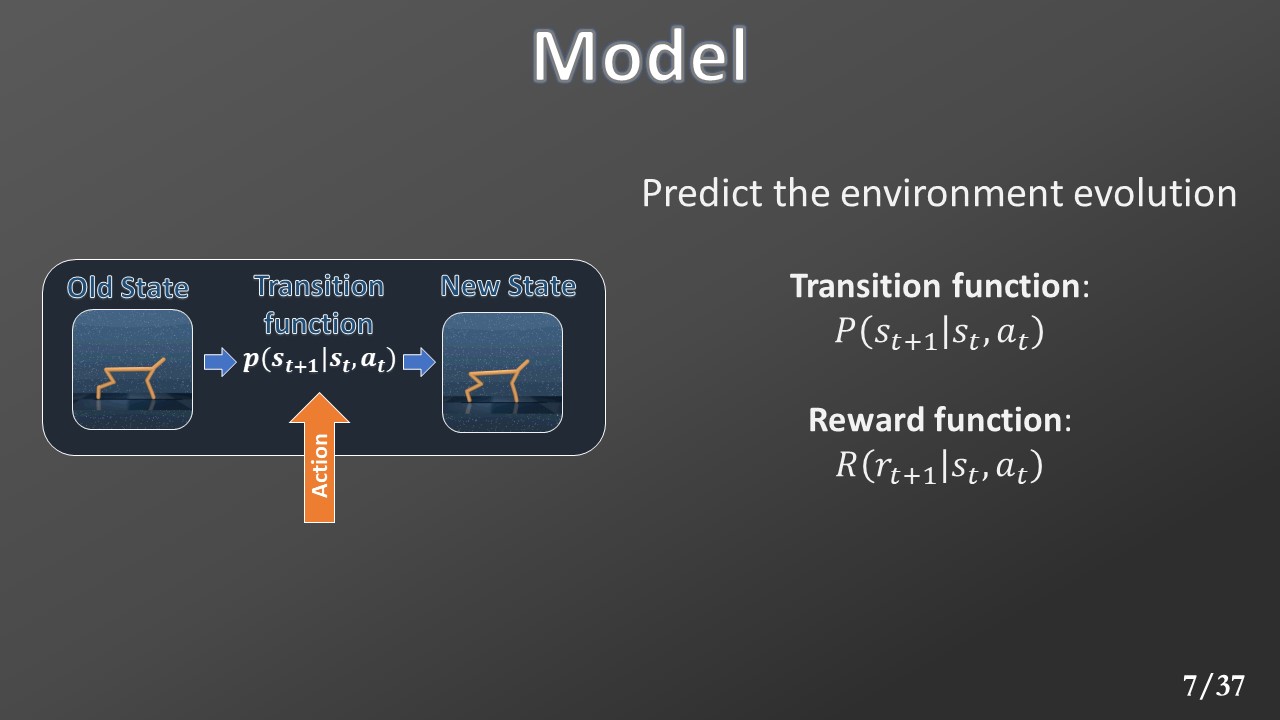 Model
Predict the environment evolution
Old State
Transition
function
New State
p(s_{t+1}|s_t, a_t)
Action
Transition function:
P(s_{t+1}|s_t, a_t)
Reward function:
R(r_{t+1}|s_t, a_t)
7/37